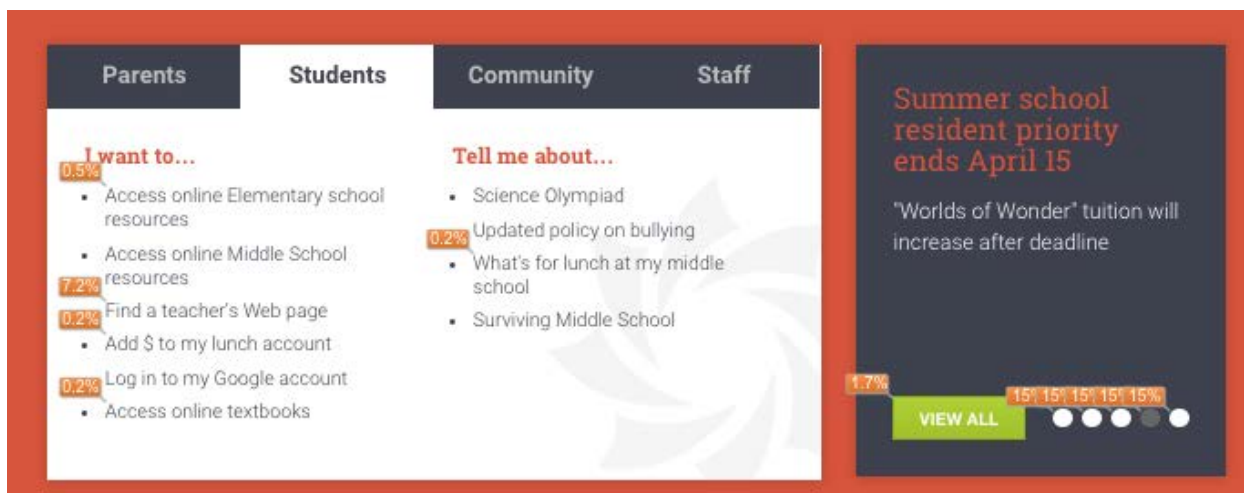 Parents Students Community Staff
I want to...
0.5%
Access online Elementary school
resources
Access online Middle School
resources
7.2%
Find a teacher's Web page
0.2%
Add $ to my lunch account
Log in to my Google account
0.2%
Access online textbooks
Tell me about...
Science Olympiad
Updated policy on bullying
0.2%
What's for lunch at my middle
school
Surviving Middle School
Summer school
resident priority
ends April 15
"Worlds of Wonder" tuition will
increase after deadline
1.7%
VIEW ALL
15% 15% 15% 15% 15%